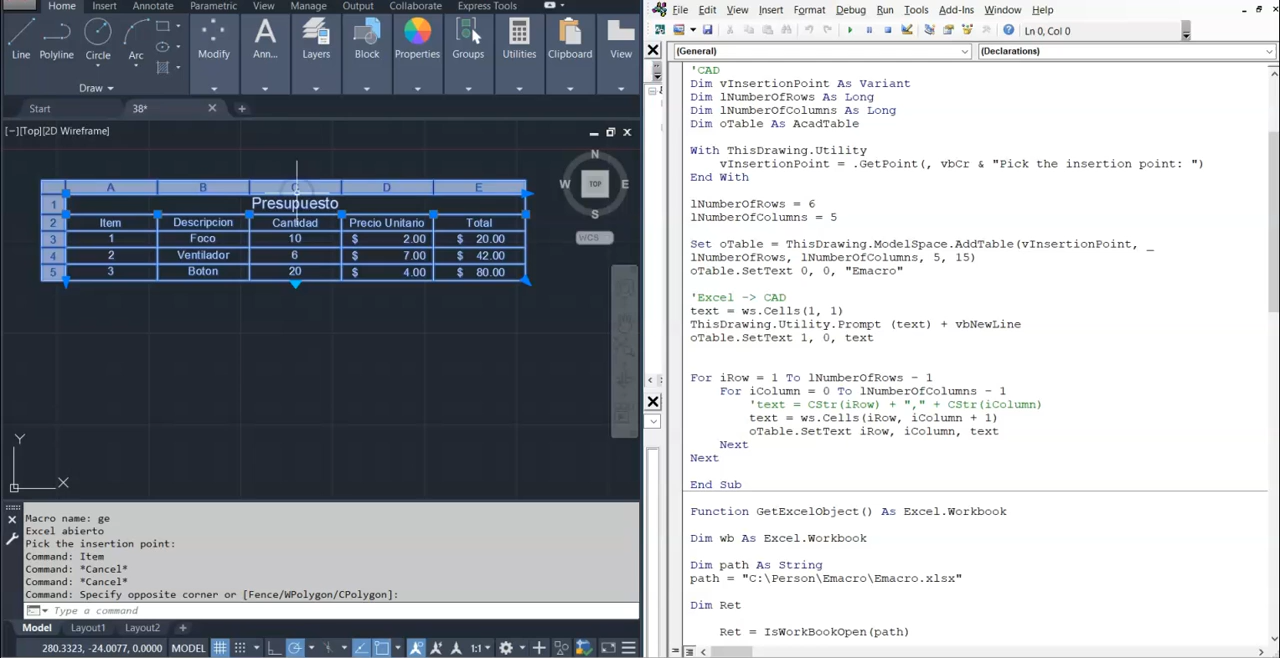 Home Insert Annotate Parametric View Manage Output Collaborate Express Tools
Line Polyline Circle Arc Modify Ann... Layers Block Properties Groups Utilities Clipboard View
Draw
Start 38*
[−][Top][2D Wireframe]
N
W TOP E
S
WCS
A B C D E
1 Presupuesto
2 Item Descripcion Cantidad Precio Unitario Total
3 1 Foco 10 $ 2.00 $ 20.00
4 2 Ventilador 6 $ 7.00 $ 42.00
5 3 Boton 20 $ 4.00 $ 80.00
Y
X
Macro name: ge
Excel abierto
Pick the insertion point:
Command: Item
Command: *Cancel*
Command: *Cancel*
Command: Specify opposite corner or [Fence/WPolygon/CPolygon]:
Type a command
Model Layout1 Layout2 +
280.3323, -24.0077, 0.0000 MODEL 1:1
File Edit View Insert Format Debug Run Tools Add-Ins Window Help
Ln 0, Col 0
(General) (Declarations)
'CAD
Dim vInsertionPoint As Variant
Dim lNumberOfRows As Long
Dim lNumberOfColumns As Long
Dim oTable As AcadTable
With ThisDrawing.Utility
vInsertionPoint = .GetPoint(, vbCr & "Pick the insertion point: ")
End With
lNumberOfRows = 6
lNumberOfColumns = 5
Set oTable = ThisDrawing.ModelSpace.AddTable(vInsertionPoint, _
lNumberOfRows, lNumberOfColumns, 5, 15)
oTable.SetText 0, 0, "Emacro"
'Excel -> CAD
text = ws.Cells(1, 1)
ThisDrawing.Utility.Prompt (text) + vbNewLine
oTable.SetText 1, 0, text
For iRow = 1 To lNumberOfRows - 1
For iColumn = 0 To lNumberOfColumns - 1
'text = CStr(iRow) + "," + CStr(iColumn)
text = ws.Cells(iRow, iColumn + 1)
oTable.SetText iRow, iColumn, text
Next
Next
End Sub
Function GetExcelObject() As Excel.Workbook
Dim wb As Excel.Workbook
Dim path As String
path = "C:\Person\Emacro\Emacro.xlsx"
Dim Ret
Ret = IsWorkBookOpen(path)